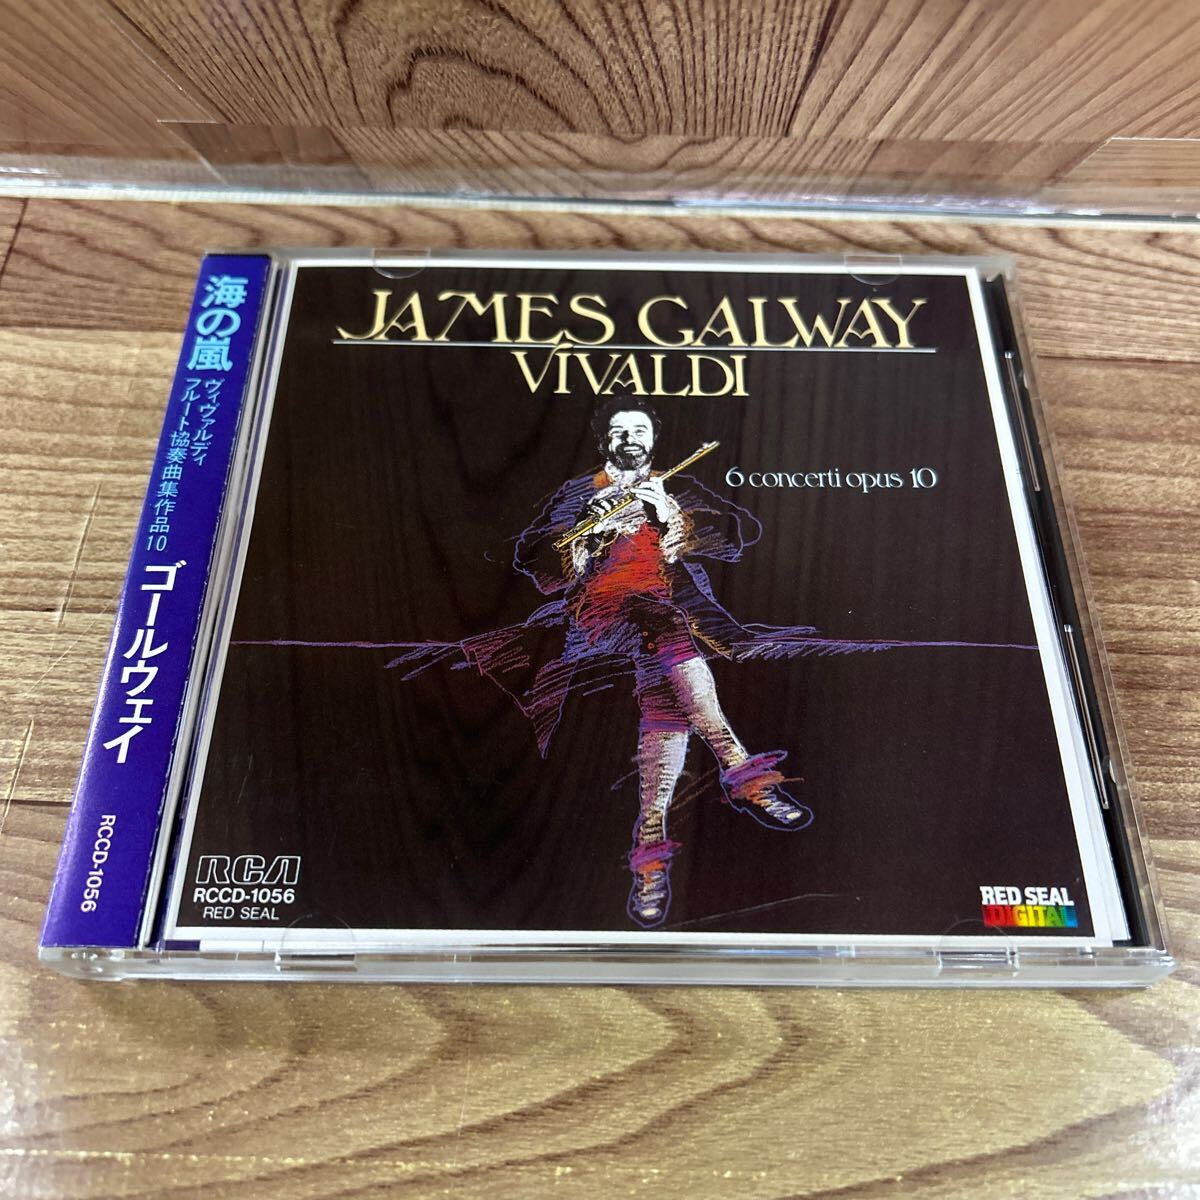 海の嵐
ヴィヴァルディ
フルート協奏曲集作品10
ゴールウェイ
RCCD-1056
JAMES GALWAY
VIVALDI
6 concerti opus 10
RCA
RCCD-1056
RED SEAL
RED SEAL
DIGITAL